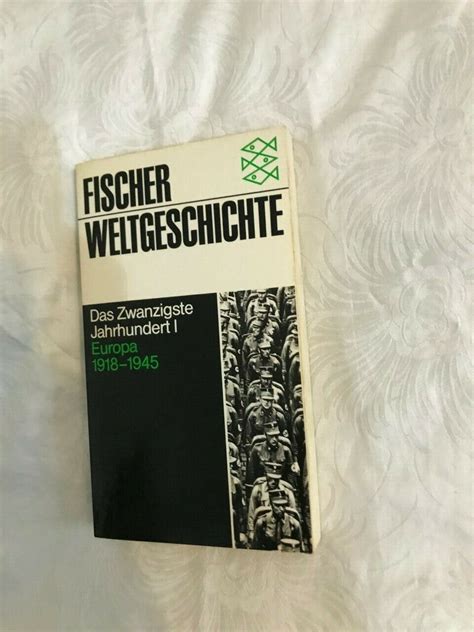 FISCHER
WELTGESCHICHTE
Das Zwanzigste
Jahrhundert I
Europa
1918–1945